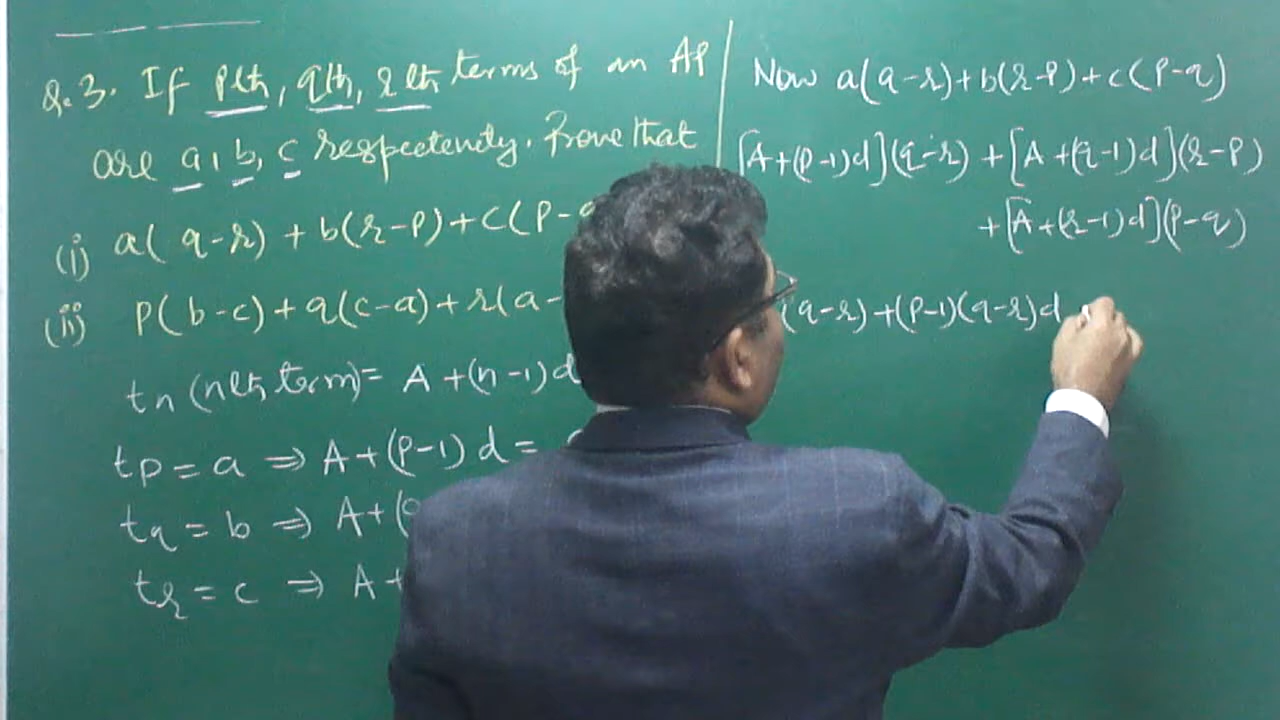 Q.3. If pth, qth, rth terms of an AP
are a, b, c respectively. Prove that
(i) a(q-r) + b(r-p) + c(p-q
(ii) p(b-c) + q(c-a) + r(a-
tn (nth term) = A + (n-1)d
tp = a ⇒ A + (p-1)d =
tq = b ⇒ A + (
tr = c ⇒ A +
Now a(q-r) + b(r-p) + c(p-q)
[A + (p-1)d](q-r) + [A + (q-1)d](r-p)
+ [A + (r-1)d](p-q)
(q-r) + (p-1)(q-r)d